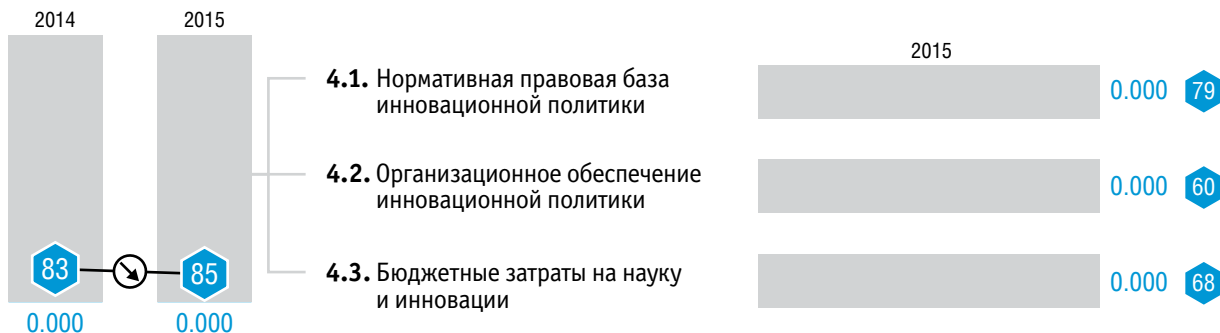 2014 2015
83 85
0.000 0.000
4.1. Нормативная правовая база
инновационной политики
4.2. Организационное обеспечение
инновационной политики
4.3. Бюджетные затраты на науку
и инновации
2015
0.000 79
0.000 60
0.000 68